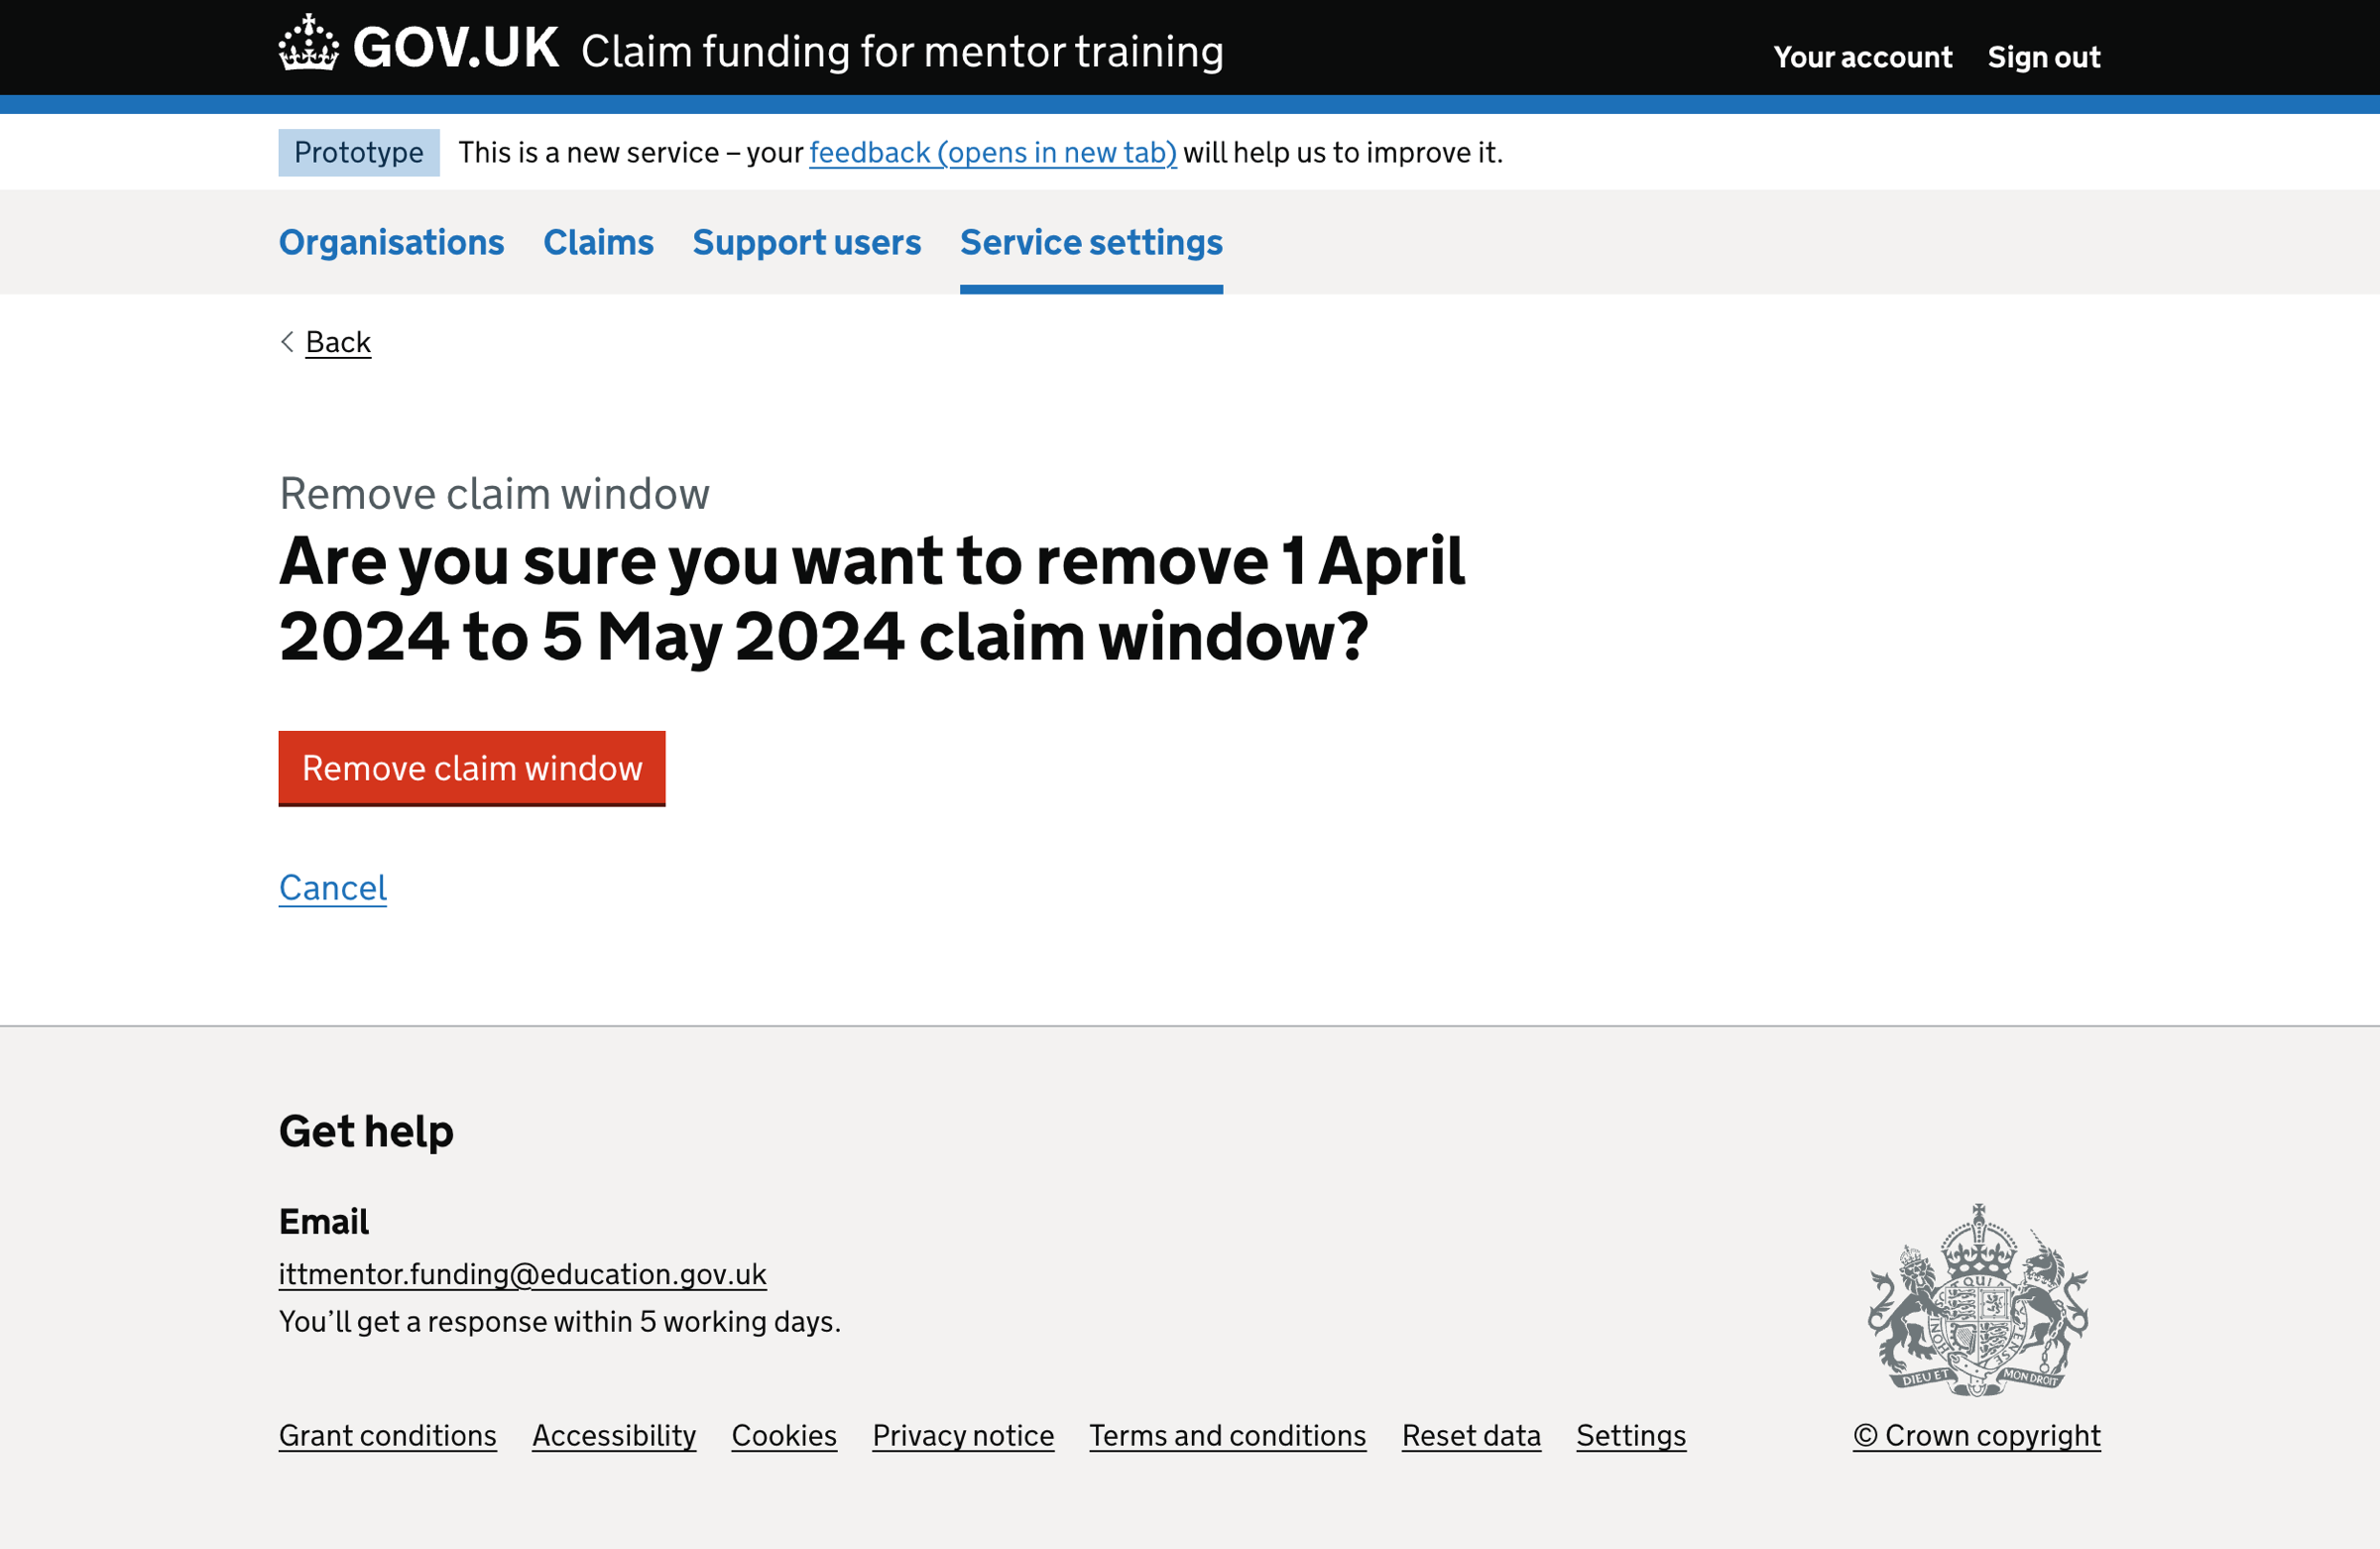 GOV.UK Claim funding for mentor training Your account Sign out
Prototype This is a new service – your feedback (opens in new tab) will help us to improve it.
Organisations Claims Support users Service settings
Back
Remove claim window
Are you sure you want to remove 1 April
2024 to 5 May 2024 claim window?
Remove claim window
Cancel
Get help
Email
ittmentor.funding@education.gov.uk
You’ll get a response within 5 working days.
DIEU ET MON DROIT
Grant conditions Accessibility Cookies Privacy notice Terms and conditions Reset data Settings © Crown copyright